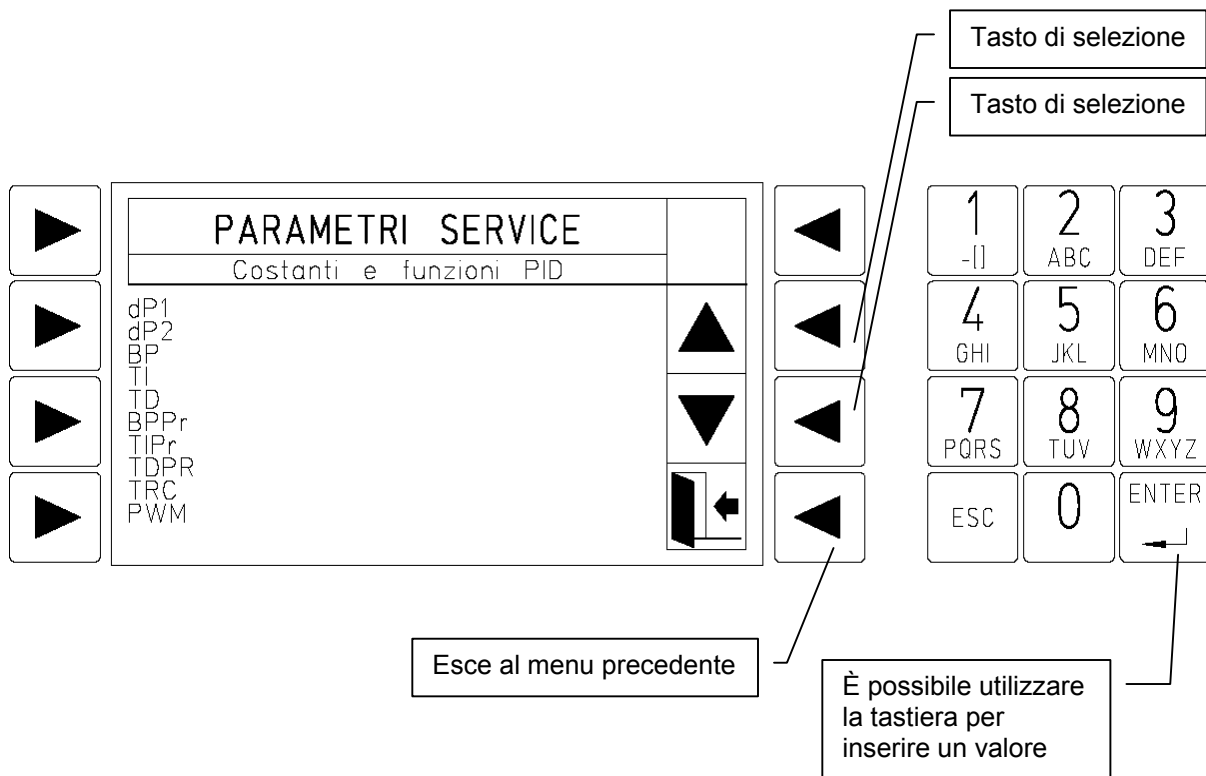 Tasto di selezione
Tasto di selezione
PARAMETRI SERVICE
Costanti e funzioni PID
dP1
dP2
BP
TI
TD
BPPr
TIPr
TDPR
TRC
PWM
1
-[]
2
ABC
3
DEF
4
GHI
5
JKL
6
MNO
7
PQRS
8
TUV
9
WXYZ
ESC
0
ENTER
Esce al menu precedente
È possibile utilizzare
la tastiera per
inserire un valore